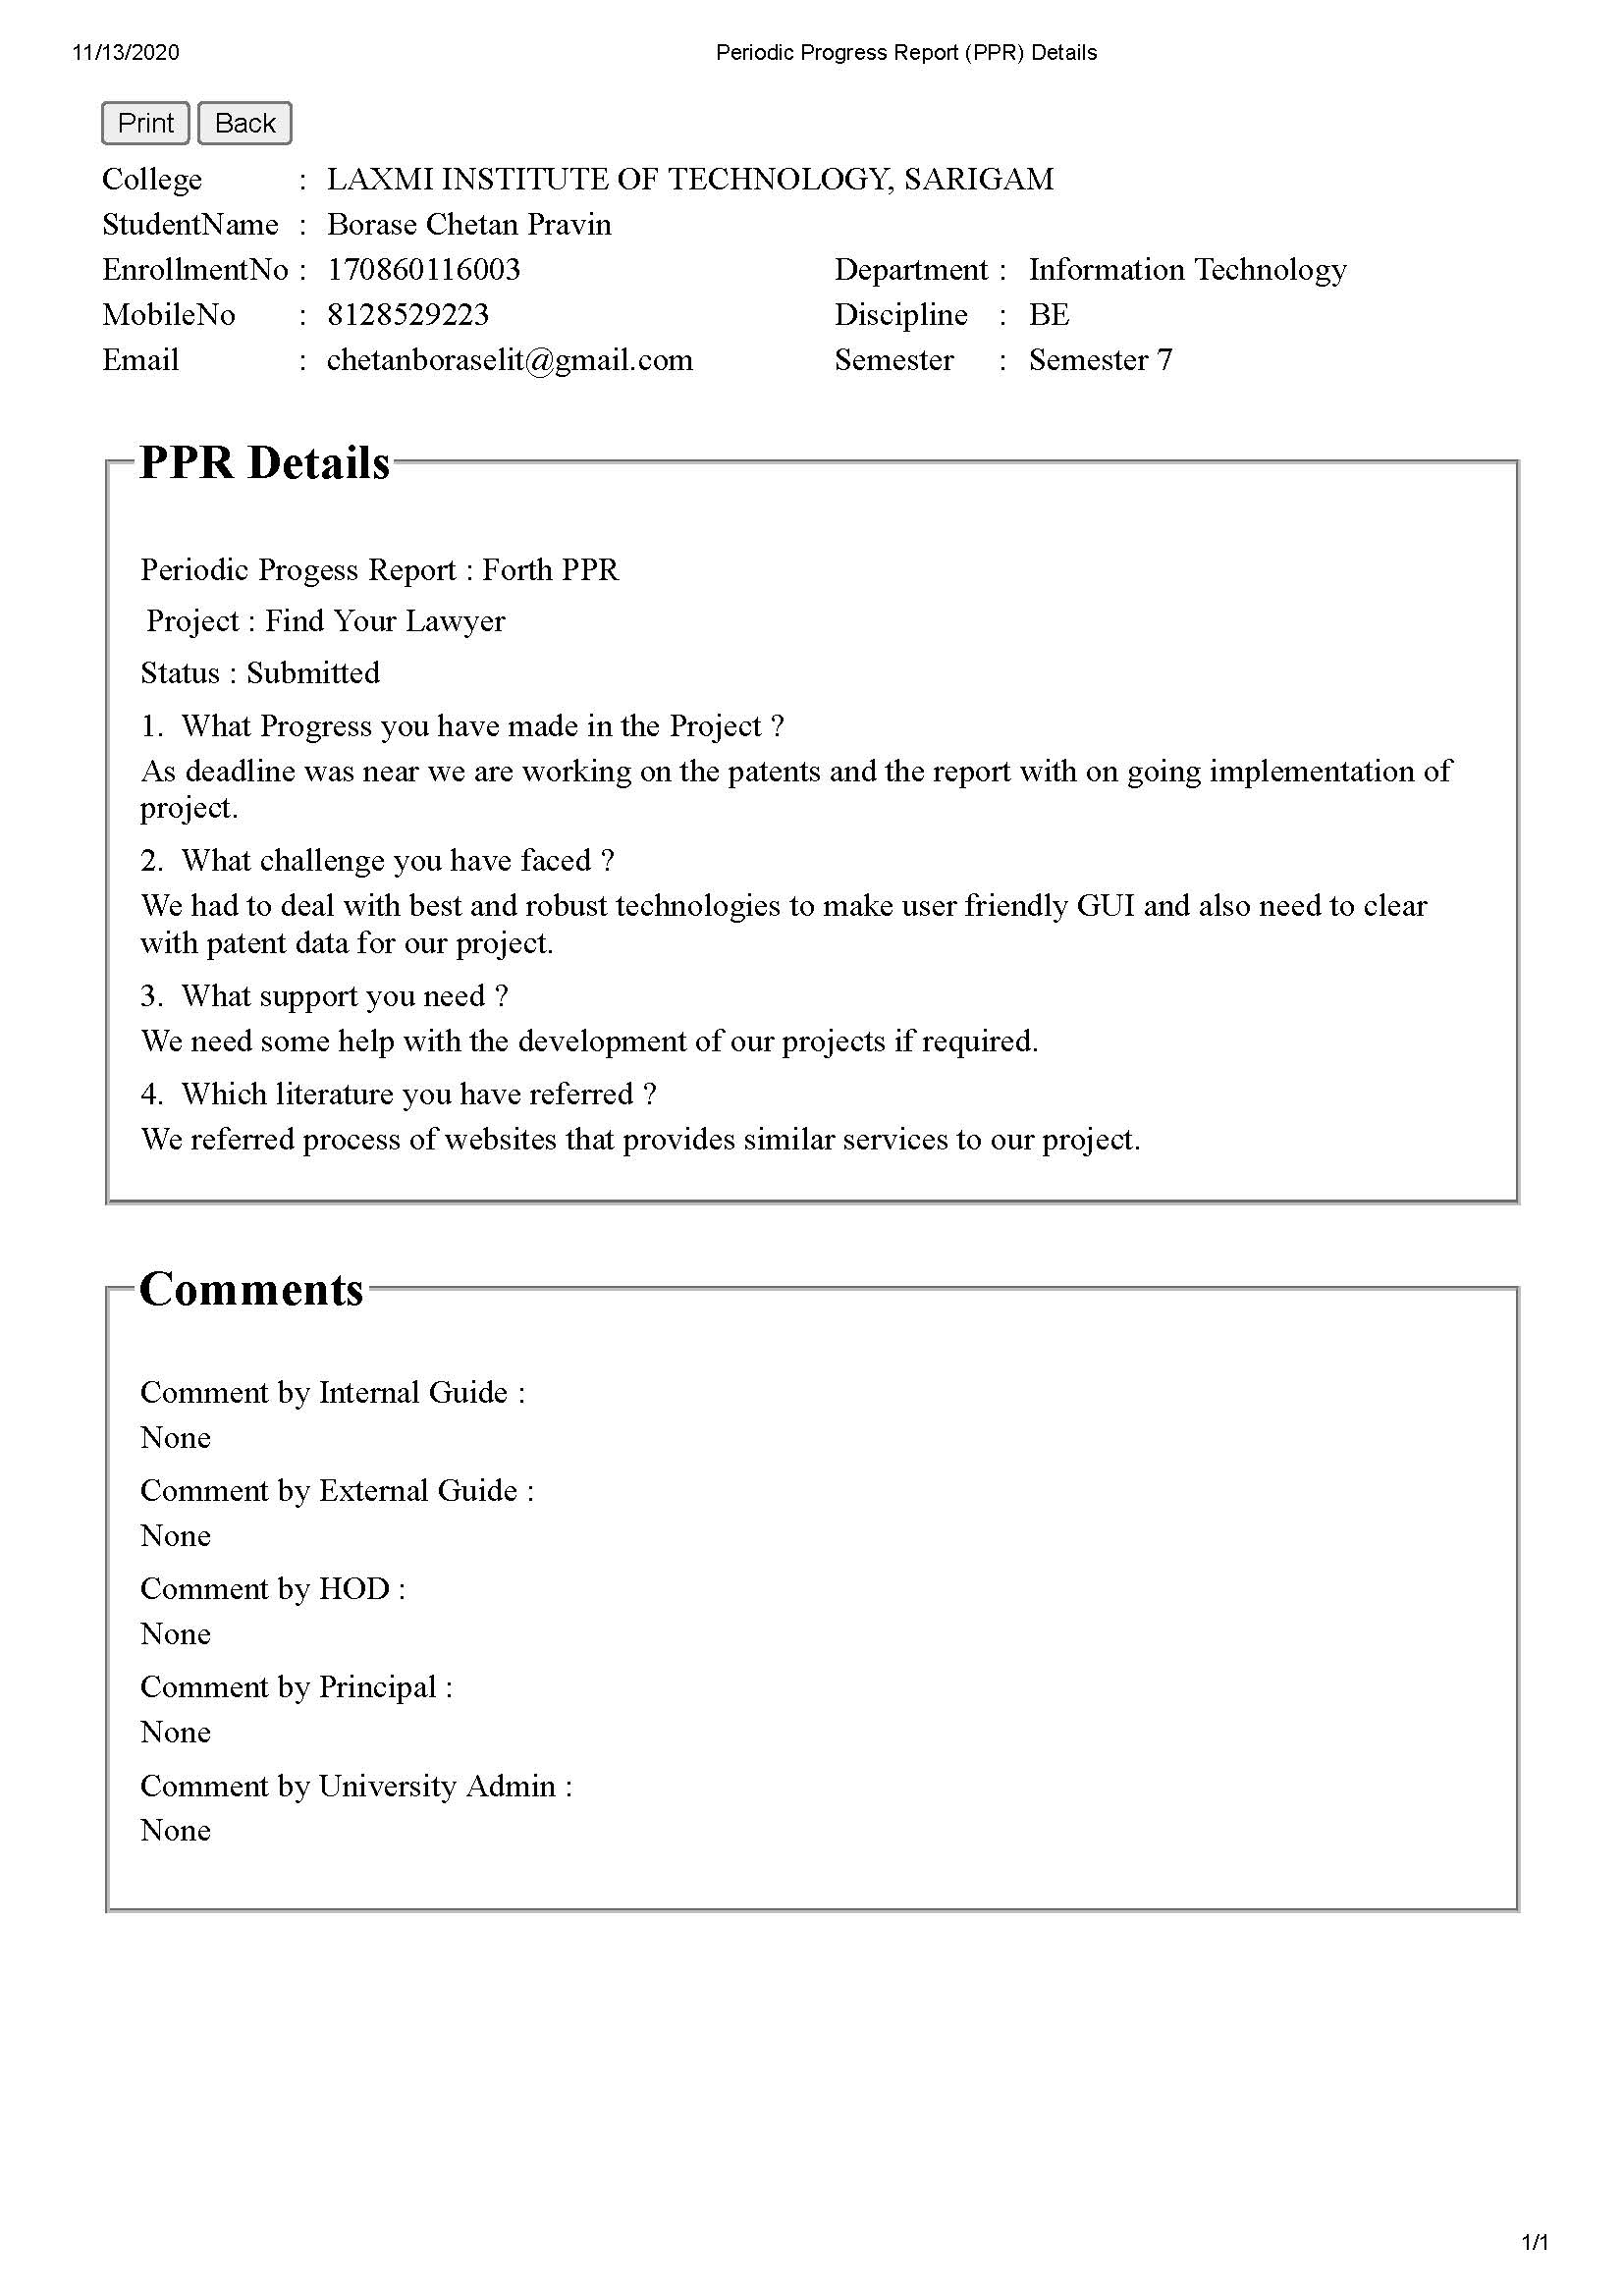 11/13/2020 Periodic Progress Report (PPR) Details
Print Back
College : LAXMI INSTITUTE OF TECHNOLOGY, SARIGAM
StudentName : Borase Chetan Pravin
EnrollmentNo : 170860116003 Department : Information Technology
MobileNo : 8128529223 Discipline : BE
Email : chetanboraselit@gmail.com Semester : Semester 7
PPR Details
Periodic Progess Report : Forth PPR
Project : Find Your Lawyer
Status : Submitted
1. What Progress you have made in the Project ?
As deadline was near we are working on the patents and the report with on going implementation of
project.
2. What challenge you have faced ?
We had to deal with best and robust technologies to make user friendly GUI and also need to clear
with patent data for our project.
3. What support you need ?
We need some help with the development of our projects if required.
4. Which literature you have referred ?
We referred process of websites that provides similar services to our project.
Comments
Comment by Internal Guide :
None
Comment by External Guide :
None
Comment by HOD :
None
Comment by Principal :
None
Comment by University Admin :
None
1/1